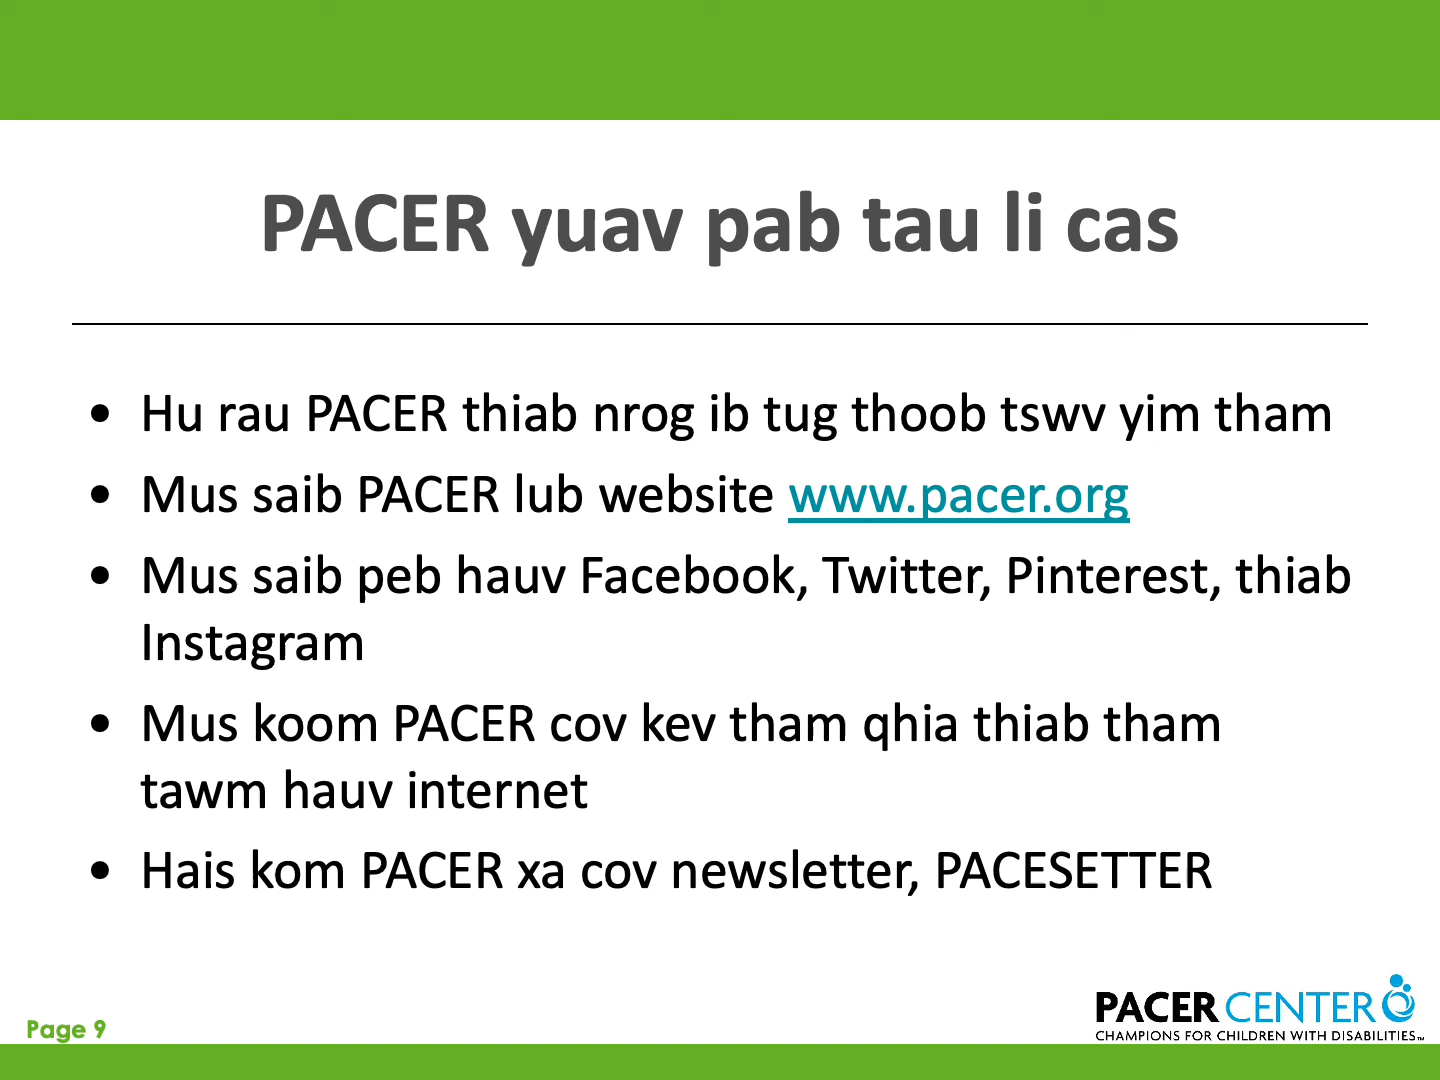 PACER yuav pab tau li cas
• Hu rau PACER thiab nrog ib tug thoob tswv yim tham
• Mus saib PACER lub website www.pacer.org
• Mus saib peb hauv Facebook, Twitter, Pinterest, thiab
Instagram
• Mus koom PACER cov kev tham qhia thiab tham
tawm hauv internet
• Hais kom PACER xa cov newsletter, PACESETTER
PACER CENTER
CHAMPIONS FOR CHILDREN WITH DISABILITIES™
Page 9